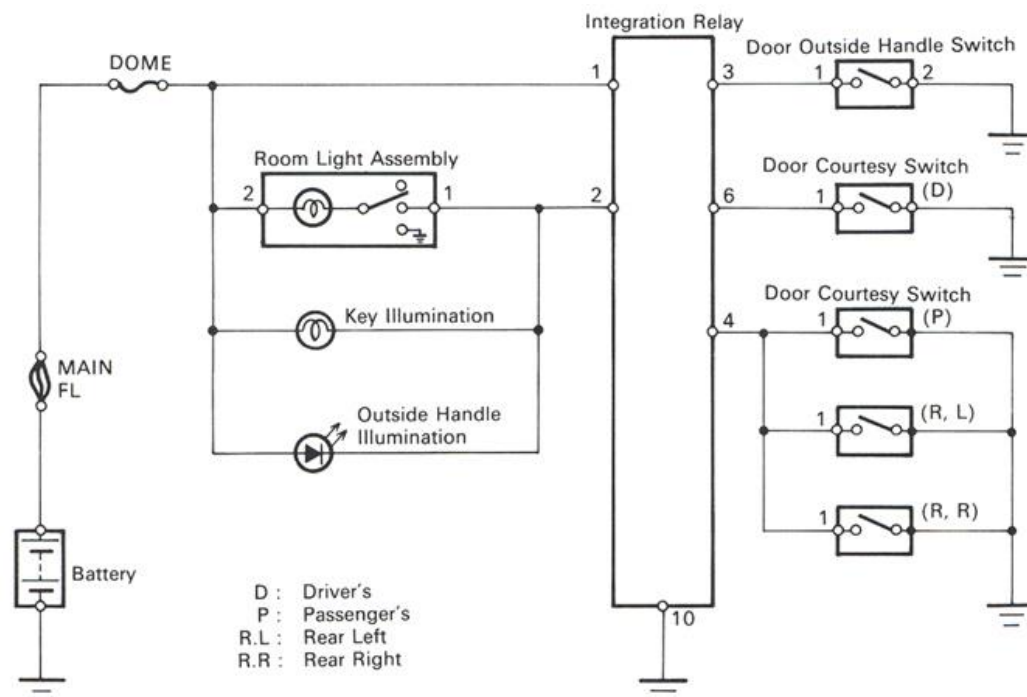 Integration Relay
Door Outside Handle Switch
DOME
1
3
1
2
Room Light Assembly
Door Courtesy Switch
2
1
2
6
1
(D)
Door Courtesy Switch
Key Illumination
4
1
(P)
MAIN
FL
Outside Handle
Illumination
1
(R, L)
1
(R, R)
Battery
D : Driver's
P : Passenger's
R.L : Rear Left
R.R : Rear Right
10